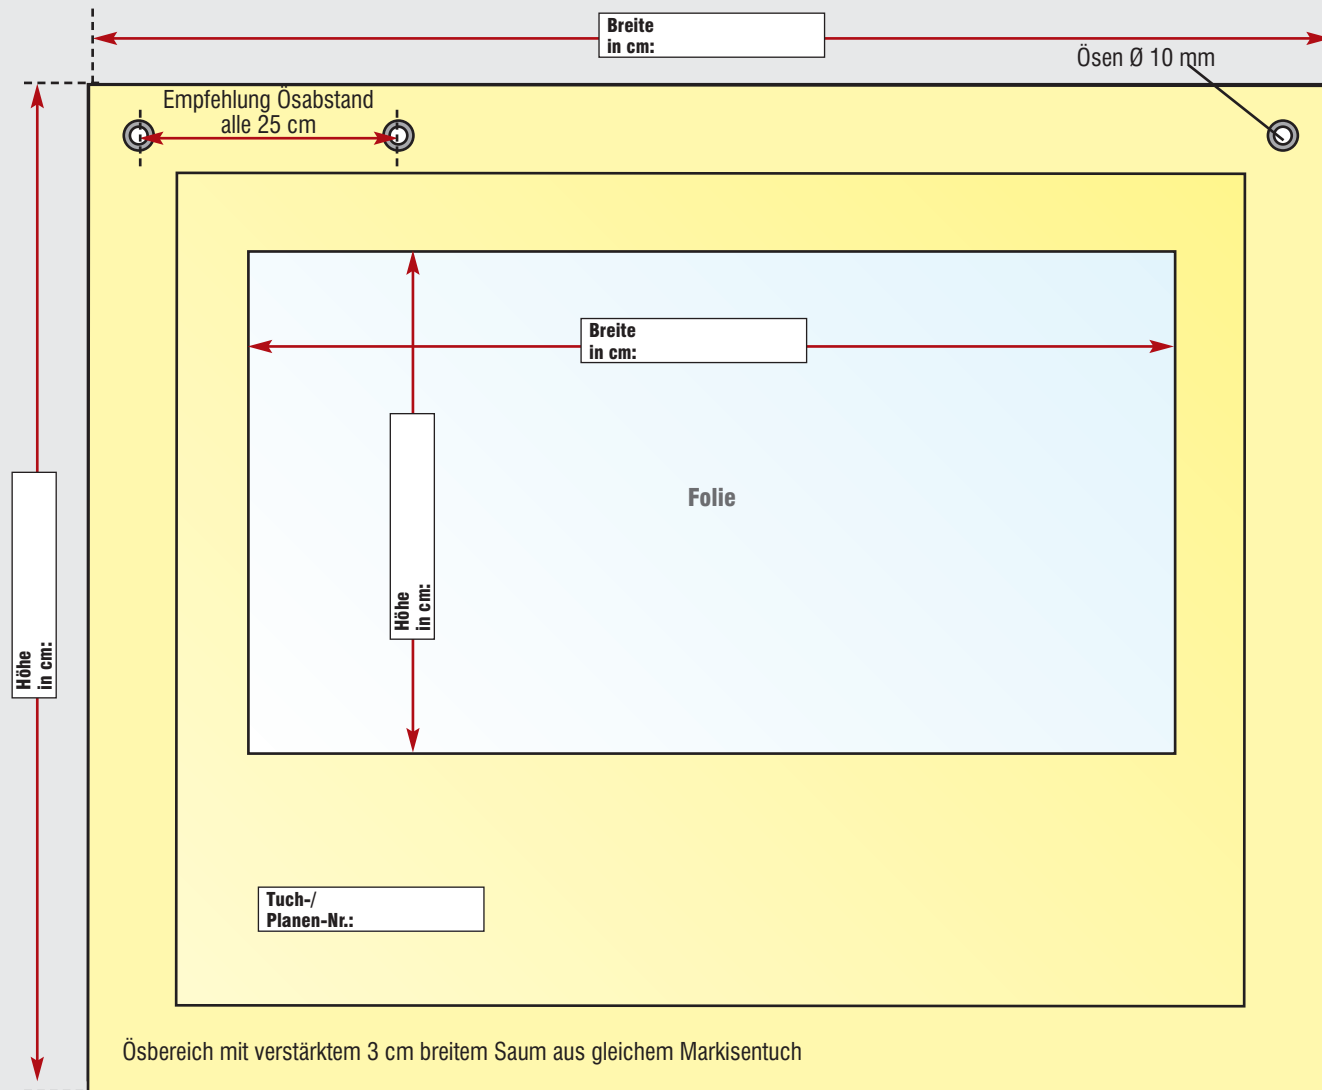 Breite
in cm:
Ösen Ø 10 mm
Empfehlung Ösabstand
alle 25 cm
Breite
in cm:
Folie
Höhe
in cm:
Höhe
in cm:
Tuch-/
Planen-Nr.:
Ösbereich mit verstärktem 3 cm breitem Saum aus gleichem Markisentuch